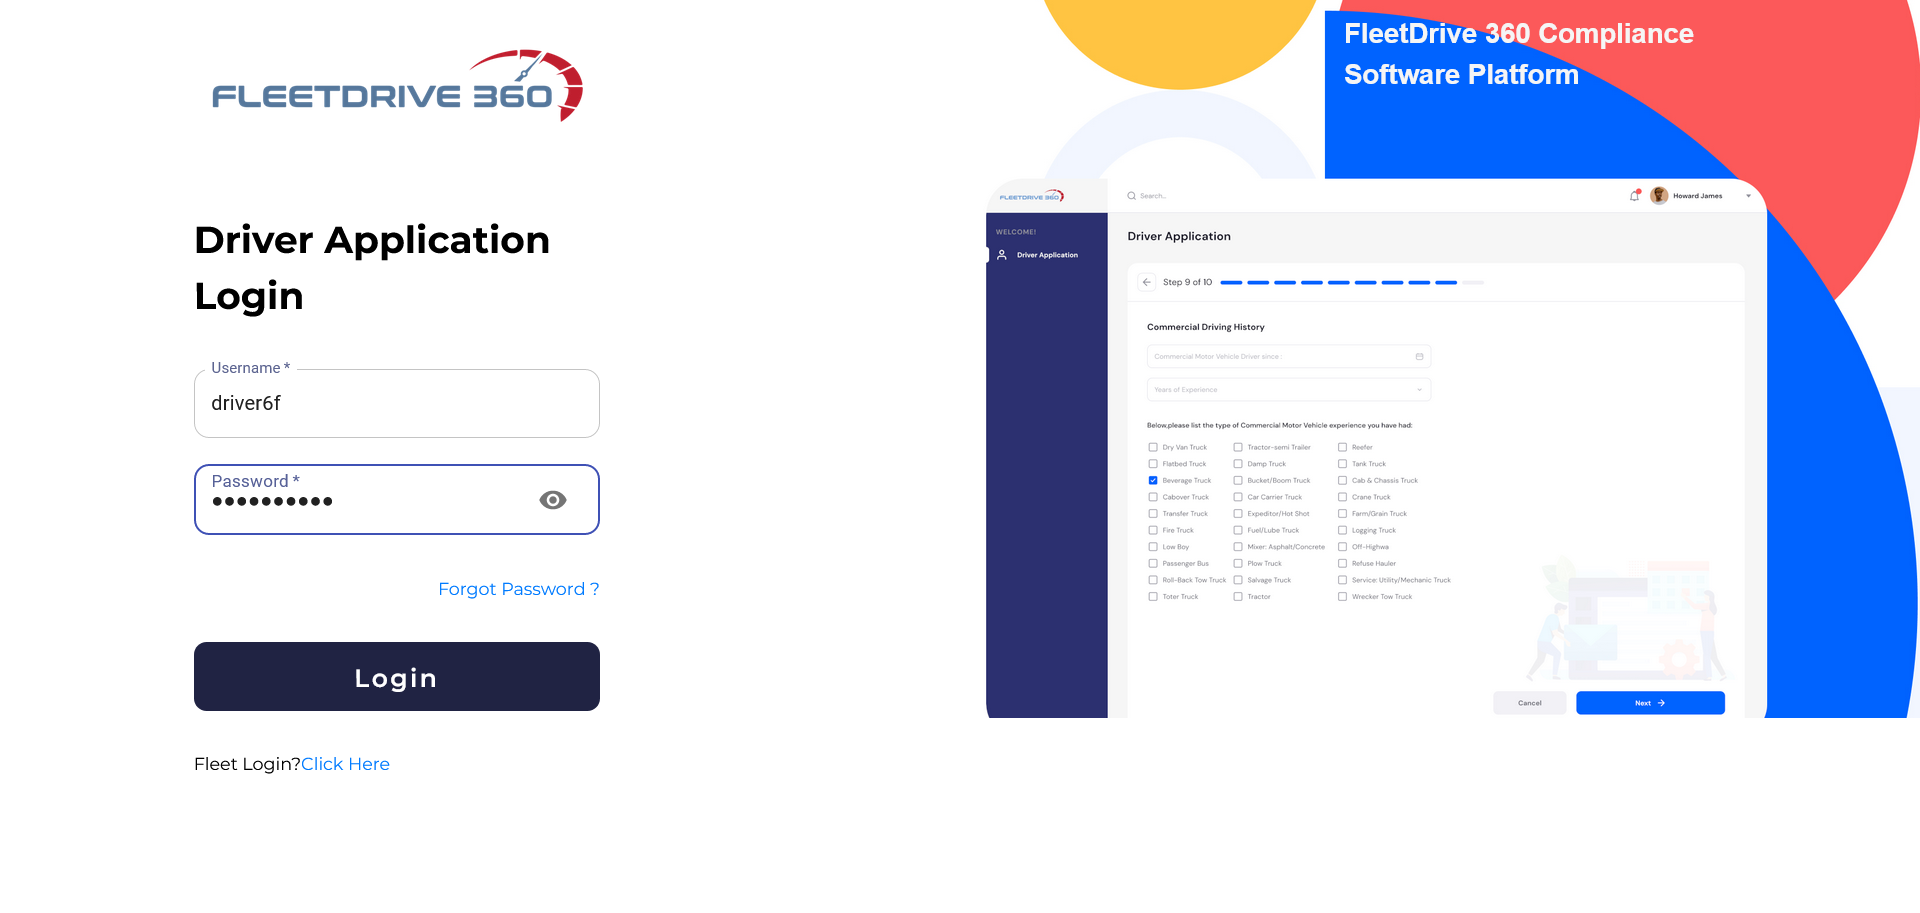 FLEETDRIVE 360
Driver Application
Login
Username *
driver6f
Password *
••••••••••
Forgot Password ?
Login
Fleet Login?Click Here
FleetDrive 360 Compliance
Software Platform
FLEETDRIVE 360
Search...
Howard James
WELCOME!
Driver Application
Driver Application
Step 9 of 10
Commercial Driving History
Commercial Motor Vehicle Driver since :
Years of Experience
Below,please list the type of Commercial Motor Vehicle experience you have had:
Dry Van Truck Tractor-semi Trailer Reefer
Flatbed Truck Damp Truck Tank Truck
Beverage Truck Bucket/Boom Truck Cab & Chassis Truck
Cabover Truck Car Carrier Truck Crane Truck
Transfer Truck Expeditor/Hot Shot Farm/Grain Truck
Fire Truck Fuel/Lube Truck Logging Truck
Low Boy Mixer: Asphalt/Concrete Off-Highwa
Passenger Bus Plow Truck Refuse Hauler
Roll-Back Tow Truck Salvage Truck Service: Utility/Mechanic Truck
Toter Truck Tractor Wrecker Tow Truck
Cancel
Next